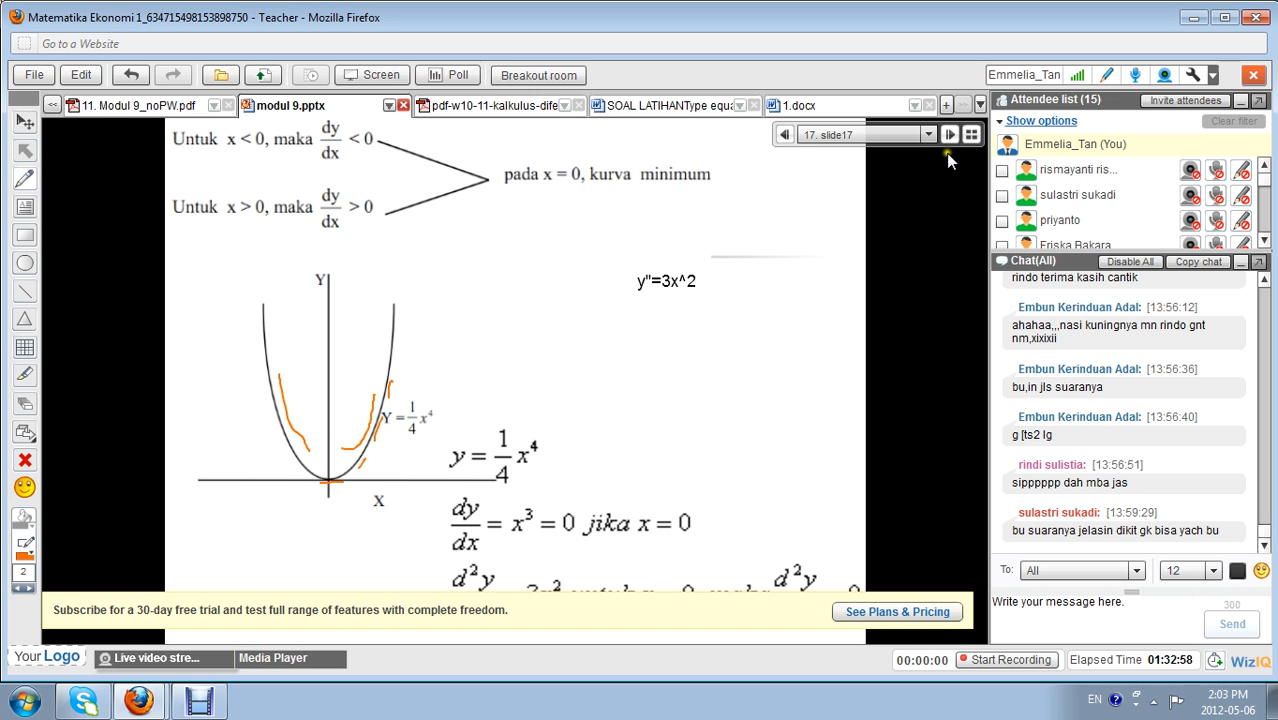 Matematika Ekonomi 1_634715498153898750 - Teacher - Mozilla Firefox
Go to a Website
File Edit Screen Poll Breakout room Emmelia_Tan
<< 11. Modul 9_noPW.pdf modul 9.pptx pdf-w10-11-kalkulus-dife SOAL LATIHANType equa 1.docx
17. slide17
Untuk x < 0, maka dy/dx < 0
pada x = 0, kurva minimum
Untuk x > 0, maka dy/dx > 0
y"=3x^2
Y
Y = 1/4 x⁴
X
y = 1/4 x⁴
dy/dx = x³ = 0 jika x = 0
d²y d²y
Subscribe for a 30-day free trial and test full range of features with complete freedom.
See Plans & Pricing
2
Attendee list (15) Invite attendees
Show options Clear filter
Emmelia_Tan (You)
rismayanti ris...
sulastri sukadi
priyanto
Friska Bakara
Chat(All) Disable All Copy chat
rindo terima kasih cantik
Embun Kerinduan Adal: [13:56:12]
ahahaa,,,nasi kuningnya mn rindo gnt
nm,xixixii
Embun Kerinduan Adal: [13:56:36]
bu,in jls suaranya
Embun Kerinduan Adal: [13:56:40]
g [ts2 lg
rindi sulistia: [13:56:51]
sipppppp dah mba jas
sulastri sukadi: [13:59:29]
bu suaranya jelasin dikit gk bisa yach bu
To: All 12
Write your message here.
300
Send
Your Logo Live video stre... Media Player 00:00:00 Start Recording Elapsed Time 01:32:58 WizIQ
EN 2:03 PM
2012-05-06